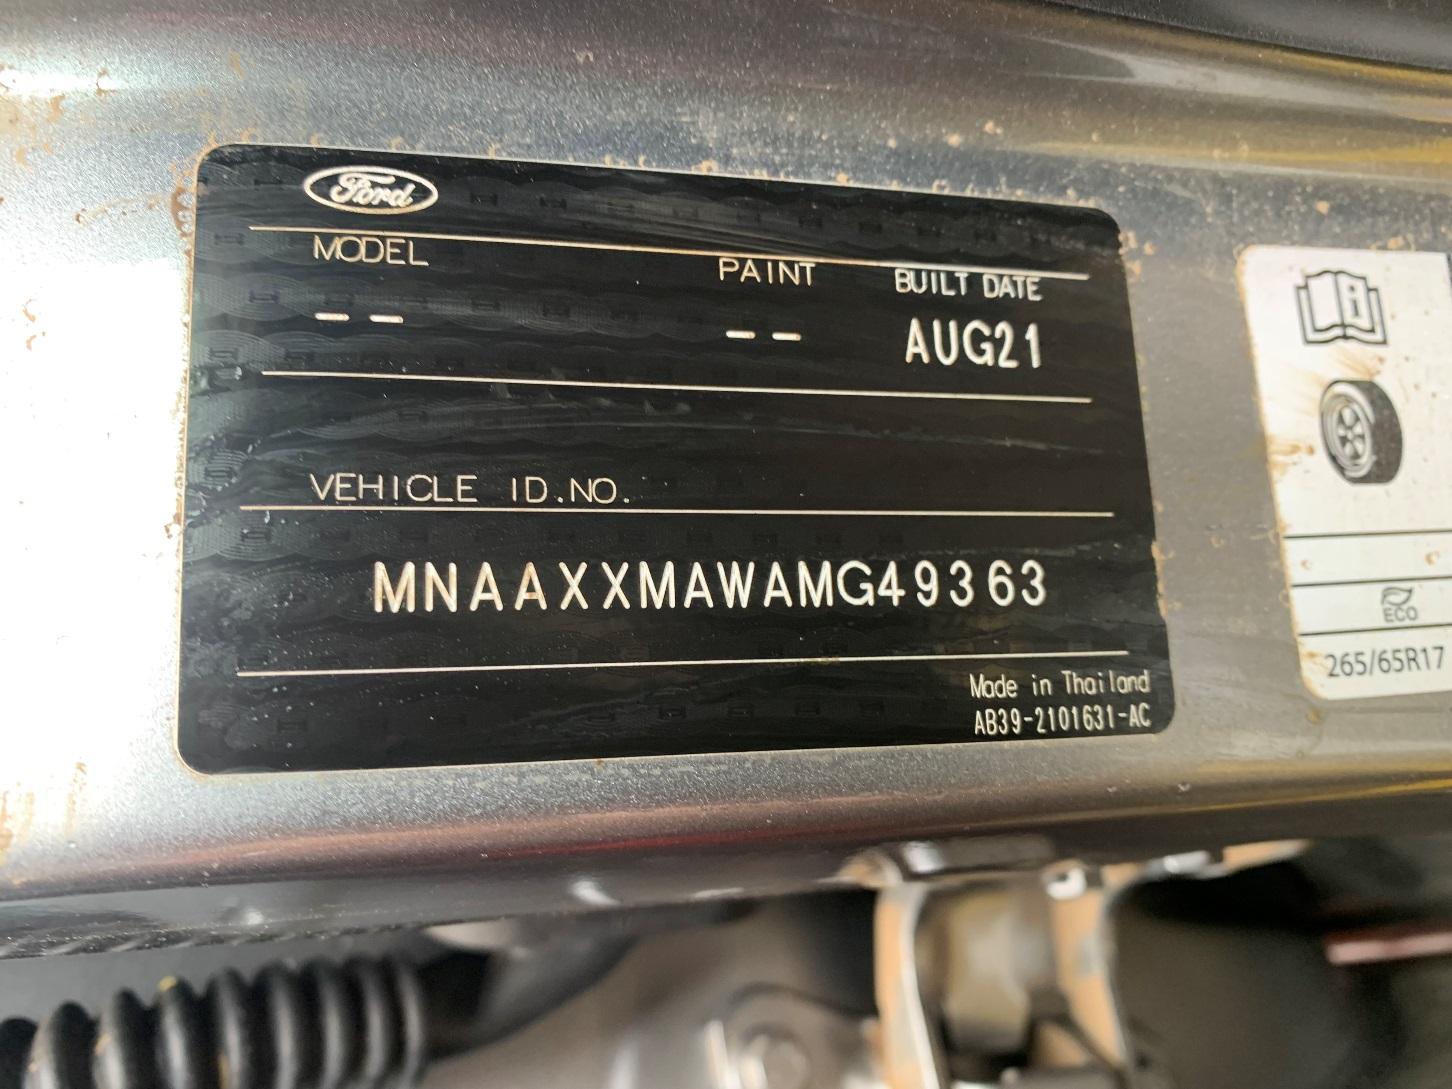 Ford
MODEL PAINT BUILT DATE
-- -- AUG21
VEHICLE ID.NO.
MNAAXXMAWAMG49363
Made in Thailand
AB39-2101631-AC
i
ECO
265/65R17